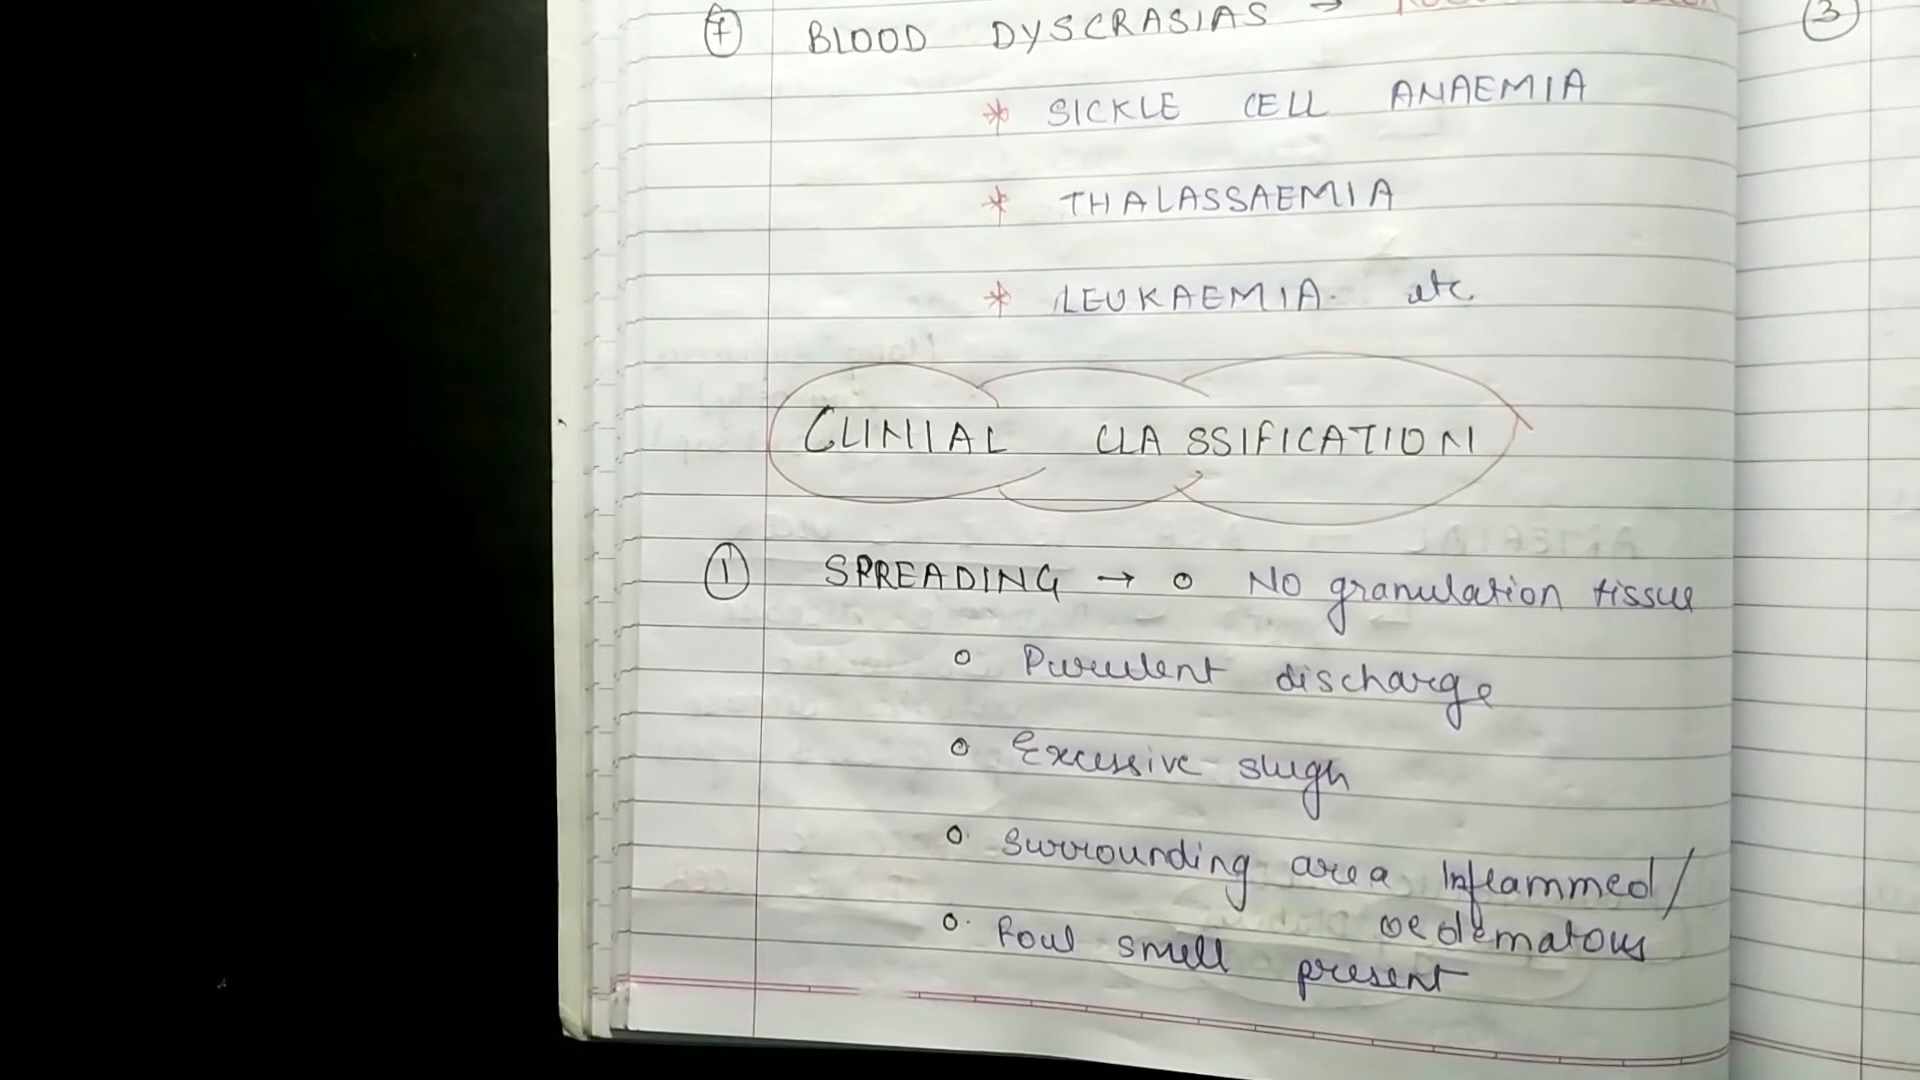 7 BLOOD DYSCRASIAS →
* SICKLE CELL ANAEMIA
* THALASSAEMIA
* LEUKAEMIA. etc
CLINIAL CLASSIFICATION
1 SPREADING → o No granulation tissue
o Purulent discharge
o Excessive slugh
o Surrounding area Inflammed/
oedematous
o Foul smell present
3